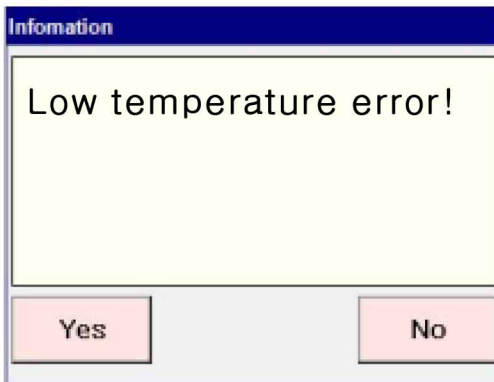 Infomation
Low temperature error!
Yes
No